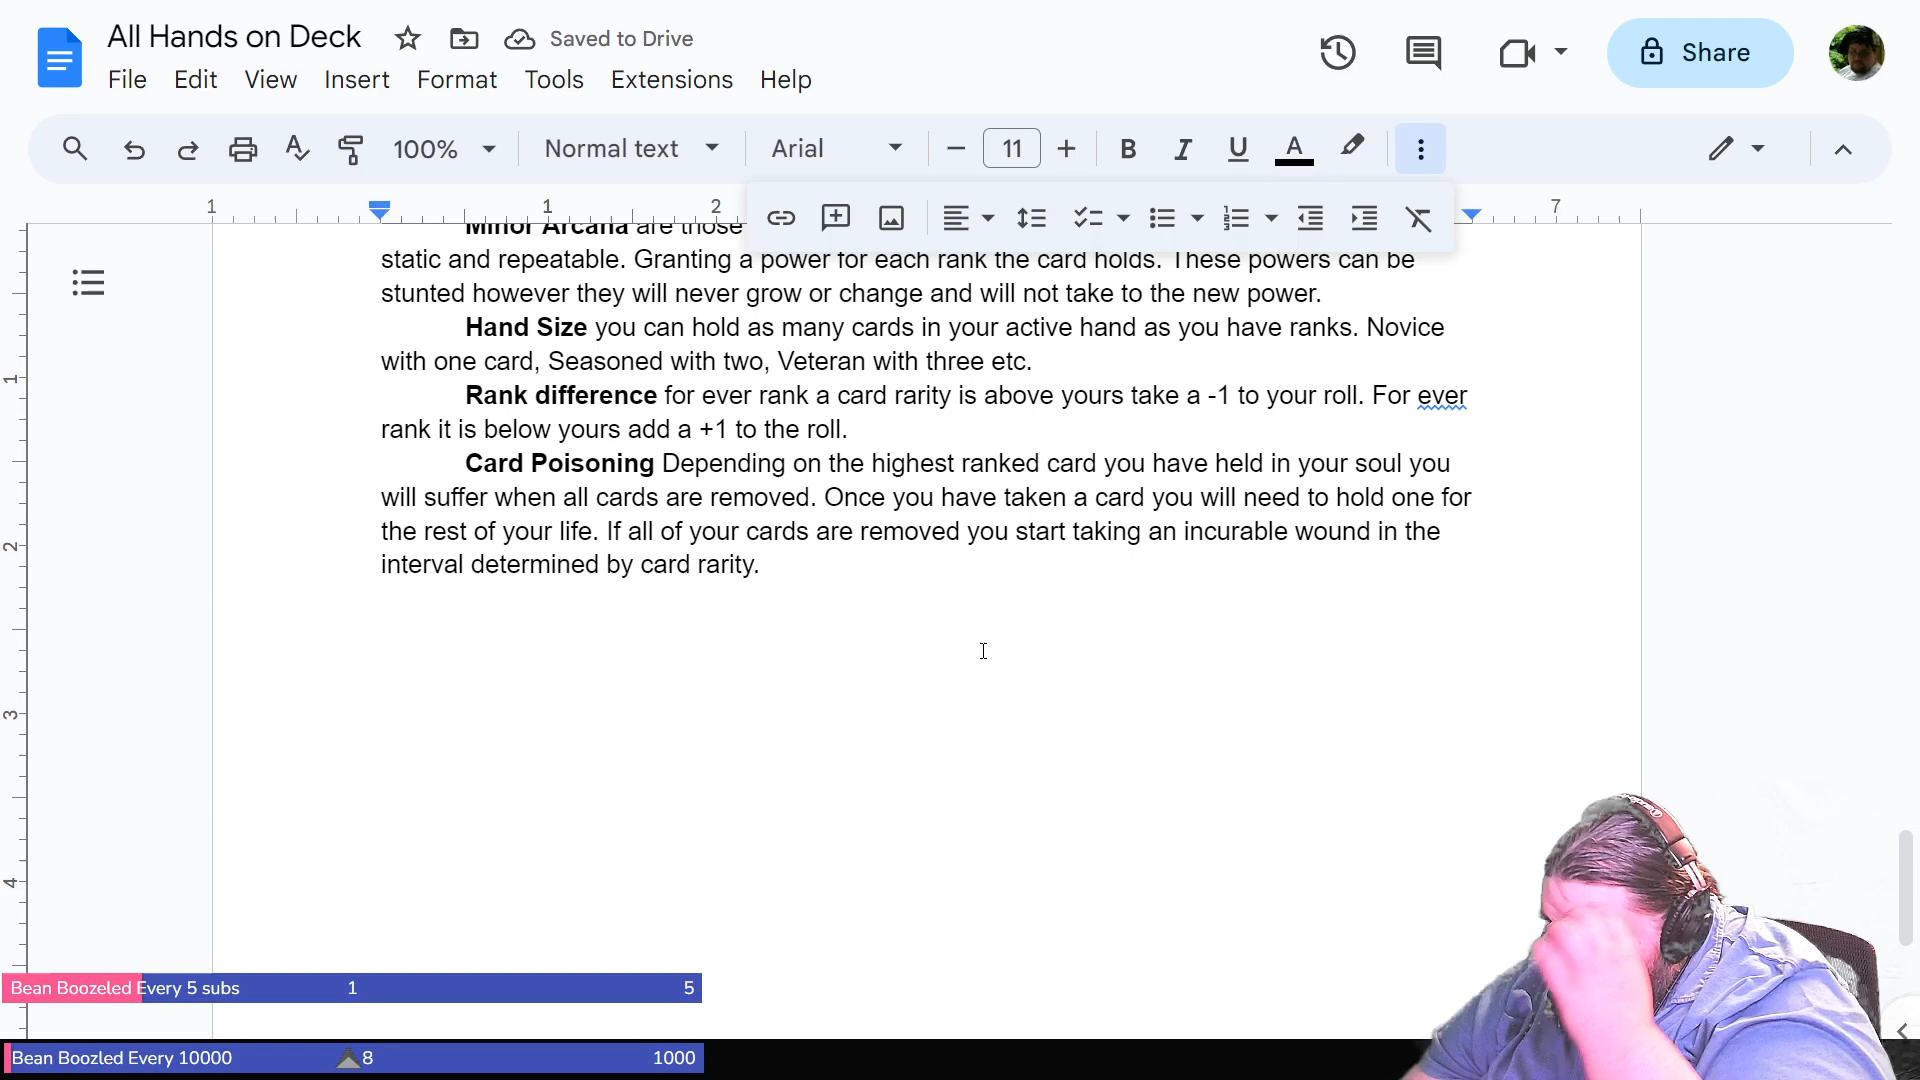 All Hands on Deck
Saved to Drive
Share
File Edit View Insert Format Tools Extensions Help
100% Normal text Arial 11 B I U A
1 1 2 7
Minor Arcana are those
static and repeatable. Granting a power for each rank the card holds. These powers can be
stunted however they will never grow or change and will not take to the new power.
Hand Size you can hold as many cards in your active hand as you have ranks. Novice
with one card, Seasoned with two, Veteran with three etc.
Rank difference for ever rank a card rarity is above yours take a -1 to your roll. For ever
rank it is below yours add a +1 to the roll.
Card Poisoning Depending on the highest ranked card you have held in your soul you
will suffer when all cards are removed. Once you have taken a card you will need to hold one for
the rest of your life. If all of your cards are removed you start taking an incurable wound in the
interval determined by card rarity.
1
2
3
4
Bean Boozeled Every 5 subs 1 5
Bean Boozled Every 10000 8 1000